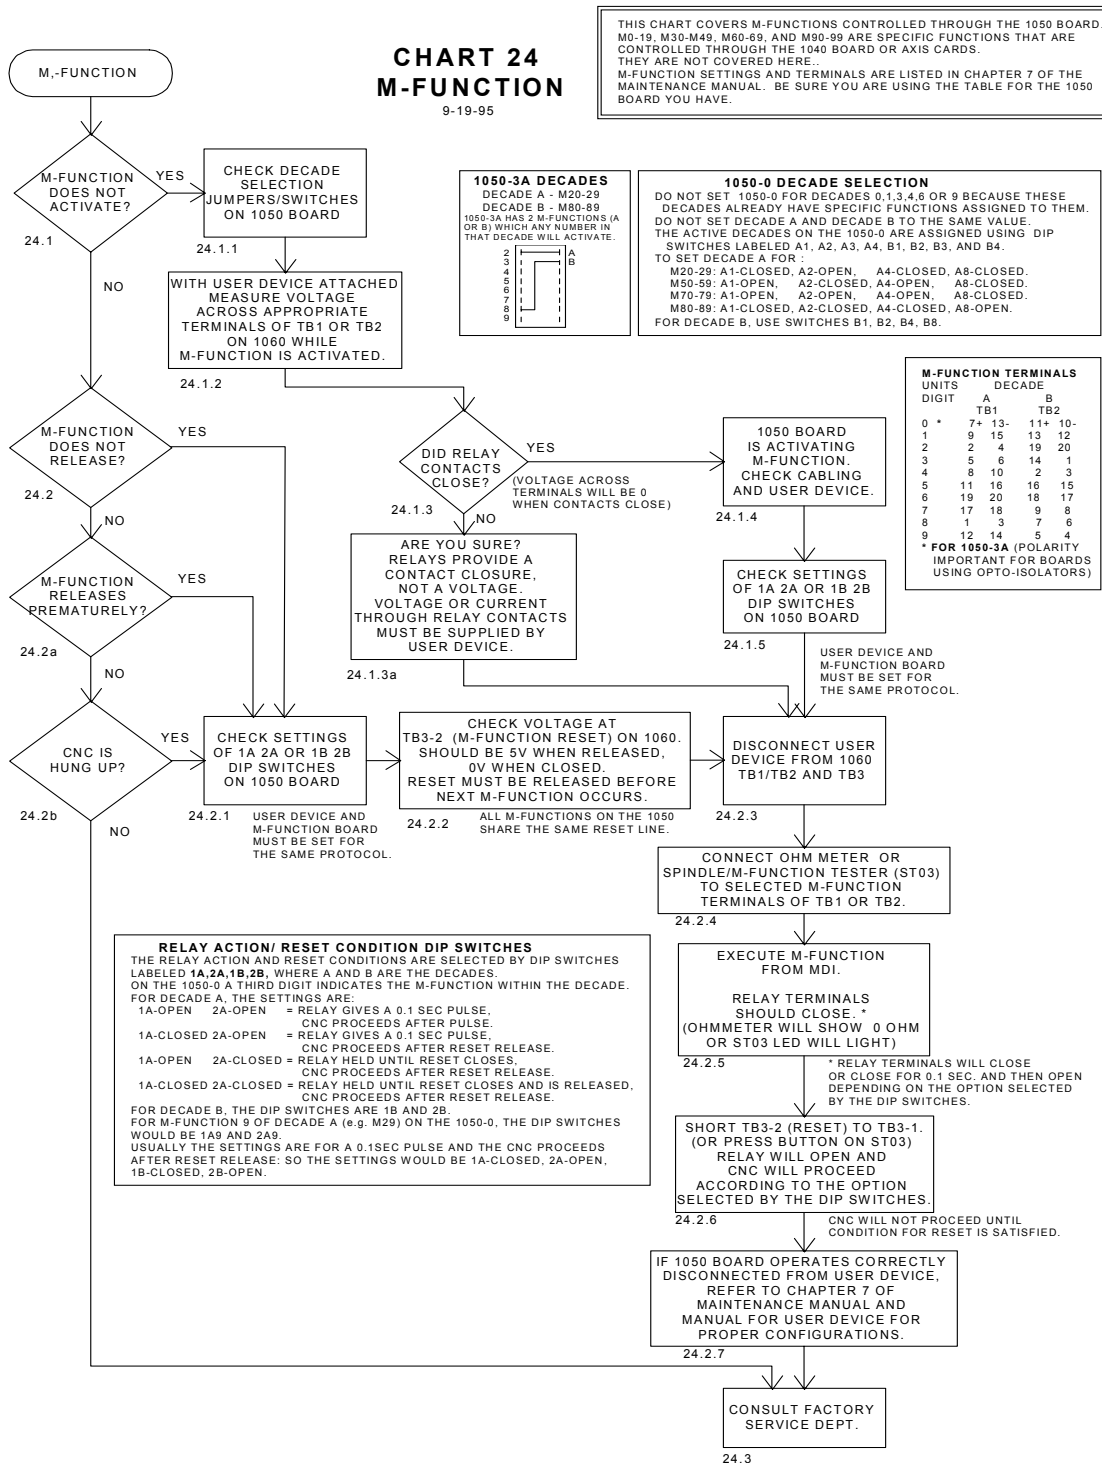 THIS CHART COVERS M-FUNCTIONS CONTROLLED THROUGH THE 1050 BOARD.
M0-19, M30-M49, M60-69, AND M90-99 ARE SPECIFIC FUNCTIONS THAT ARE
CONTROLLED THROUGH THE 1040 BOARD OR AXIS CARDS.
THEY ARE NOT COVERED HERE..
M-FUNCTION SETTINGS AND TERMINALS ARE LISTED IN CHAPTER 7 OF THE
MAINTENANCE MANUAL. BE SURE YOU ARE USING THE TABLE FOR THE 1050
BOARD YOU HAVE.
CHART 24
M-FUNCTION
9-19-95
M,-FUNCTION
M-FUNCTION
DOES NOT
ACTIVATE?
YES
24.1
NO
CHECK DECADE
SELECTION
JUMPERS/SWITCHES
ON 1050 BOARD
24.1.1
WITH USER DEVICE ATTACHED
MEASURE VOLTAGE
ACROSS APPROPRIATE
TERMINALS OF TB1 OR TB2
ON 1060 WHILE
M-FUNCTION IS ACTIVATED.
24.1.2
1050-3A DECADES
DECADE A - M20-29
DECADE B - M80-89
1050-3A HAS 2 M-FUNCTIONS (A
OR B) WHICH ANY NUMBER IN
THAT DECADE WILL ACTIVATE.
2 A
3 B
4
5
6
7
8
9
1050-0 DECADE SELECTION
DO NOT SET 1050-0 FOR DECADES 0,1,3,4,6 OR 9 BECAUSE THESE
DECADES ALREADY HAVE SPECIFIC FUNCTIONS ASSIGNED TO THEM.
DO NOT SET DECADE A AND DECADE B TO THE SAME VALUE.
THE ACTIVE DECADES ON THE 1050-0 ARE ASSIGNED USING DIP
SWITCHES LABELED A1, A2, A3, A4, B1, B2, B3, AND B4.
TO SET DECADE A FOR :
M20-29: A1-CLOSED, A2-OPEN, A4-CLOSED, A8-CLOSED.
M50-59: A1-OPEN, A2-CLOSED, A4-OPEN, A8-CLOSED.
M70-79: A1-OPEN, A2-OPEN, A4-OPEN, A8-CLOSED.
M80-89: A1-CLOSED, A2-CLOSED, A4-CLOSED, A8-OPEN.
FOR DECADE B, USE SWITCHES B1, B2, B4, B8.
M-FUNCTION TERMINALS
UNITS DECADE
DIGIT A B
TB1 TB2
0 * 7+ 13- 11+ 10-
1 9 15 13 12
2 2 4 19 20
3 5 6 14 1
4 8 10 2 3
5 11 16 16 15
6 19 20 18 17
7 17 18 9 8
8 1 3 7 6
9 12 14 5 4
* FOR 1050-3A (POLARITY
IMPORTANT FOR BOARDS
USING OPTO-ISOLATORS)
M-FUNCTION
DOES NOT
RELEASE?
YES
24.2
NO
DID RELAY
CONTACTS
CLOSE?
YES
(VOLTAGE ACROSS
TERMINALS WILL BE 0
WHEN CONTACTS CLOSE)
24.1.3
NO
1050 BOARD
IS ACTIVATING
M-FUNCTION.
CHECK CABLING
AND USER DEVICE.
24.1.4
ARE YOU SURE?
RELAYS PROVIDE A
CONTACT CLOSURE,
NOT A VOLTAGE.
VOLTAGE OR CURRENT
THROUGH RELAY CONTACTS
MUST BE SUPPLIED BY
USER DEVICE.
24.1.3a
CHECK SETTINGS
OF 1A 2A OR 1B 2B
DIP SWITCHES
ON 1050 BOARD
24.1.5
USER DEVICE AND
M-FUNCTION BOARD
MUST BE SET FOR
THE SAME PROTOCOL.
M-FUNCTION
RELEASES
PREMATURELY?
YES
24.2a
NO
CNC IS
HUNG UP?
YES
24.2b
NO
CHECK SETTINGS
OF 1A 2A OR 1B 2B
DIP SWITCHES
ON 1050 BOARD
24.2.1
USER DEVICE AND
M-FUNCTION BOARD
MUST BE SET FOR
THE SAME PROTOCOL.
CHECK VOLTAGE AT
TB3-2 (M-FUNCTION RESET) ON 1060.
SHOULD BE 5V WHEN RELEASED,
0V WHEN CLOSED.
RESET MUST BE RELEASED BEFORE
NEXT M-FUNCTION OCCURS.
24.2.2
ALL M-FUNCTIONS ON THE 1050
SHARE THE SAME RESET LINE.
DISCONNECT USER
DEVICE FROM 1060
TB1/TB2 AND TB3
24.2.3
CONNECT OHM METER OR
SPINDLE/M-FUNCTION TESTER (ST03)
TO SELECTED M-FUNCTION
TERMINALS OF TB1 OR TB2.
24.2.4
EXECUTE M-FUNCTION
FROM MDI.
RELAY TERMINALS
SHOULD CLOSE. *
(OHMMETER WILL SHOW 0 OHM
OR ST03 LED WILL LIGHT)
24.2.5
* RELAY TERMINALS WILL CLOSE
OR CLOSE FOR 0.1 SEC. AND THEN OPEN
DEPENDING ON THE OPTION SELECTED
BY THE DIP SWITCHES.
RELAY ACTION/ RESET CONDITION DIP SWITCHES
THE RELAY ACTION AND RESET CONDITIONS ARE SELECTED BY DIP SWITCHES
LABELED 1A,2A,1B,2B, WHERE A AND B ARE THE DECADES.
ON THE 1050-0 A THIRD DIGIT INDICATES THE M-FUNCTION WITHIN THE DECADE.
FOR DECADE A, THE SETTINGS ARE:
1A-OPEN 2A-OPEN = RELAY GIVES A 0.1 SEC PULSE,
CNC PROCEEDS AFTER PULSE.
1A-CLOSED 2A-OPEN = RELAY GIVES A 0.1 SEC PULSE,
CNC PROCEEDS AFTER RESET RELEASE.
1A-OPEN 2A-CLOSED = RELAY HELD UNTIL RESET CLOSES,
CNC PROCEEDS AFTER RESET RELEASE.
1A-CLOSED 2A-CLOSED = RELAY HELD UNTIL RESET CLOSES AND IS RELEASED,
CNC PROCEEDS AFTER RESET RELEASE.
FOR DECADE B, THE DIP SWITCHES ARE 1B AND 2B.
FOR M-FUNCTION 9 OF DECADE A (e.g. M29) ON THE 1050-0, THE DIP SWITCHES
WOULD BE 1A9 AND 2A9.
USUALLY THE SETTINGS ARE FOR A 0.1SEC PULSE AND THE CNC PROCEEDS
AFTER RESET RELEASE: SO THE SETTINGS WOULD BE 1A-CLOSED, 2A-OPEN,
1B-CLOSED, 2B-OPEN.
SHORT TB3-2 (RESET) TO TB3-1.
(OR PRESS BUTTON ON ST03)
RELAY WILL OPEN AND
CNC WILL PROCEED
ACCORDING TO THE OPTION
SELECTED BY THE DIP SWITCHES.
24.2.6
CNC WILL NOT PROCEED UNTIL
CONDITION FOR RESET IS SATISFIED.
IF 1050 BOARD OPERATES CORRECTLY
DISCONNECTED FROM USER DEVICE,
REFER TO CHAPTER 7 OF
MAINTENANCE MANUAL AND
MANUAL FOR USER DEVICE FOR
PROPER CONFIGURATIONS.
24.2.7
CONSULT FACTORY
SERVICE DEPT.
24.3